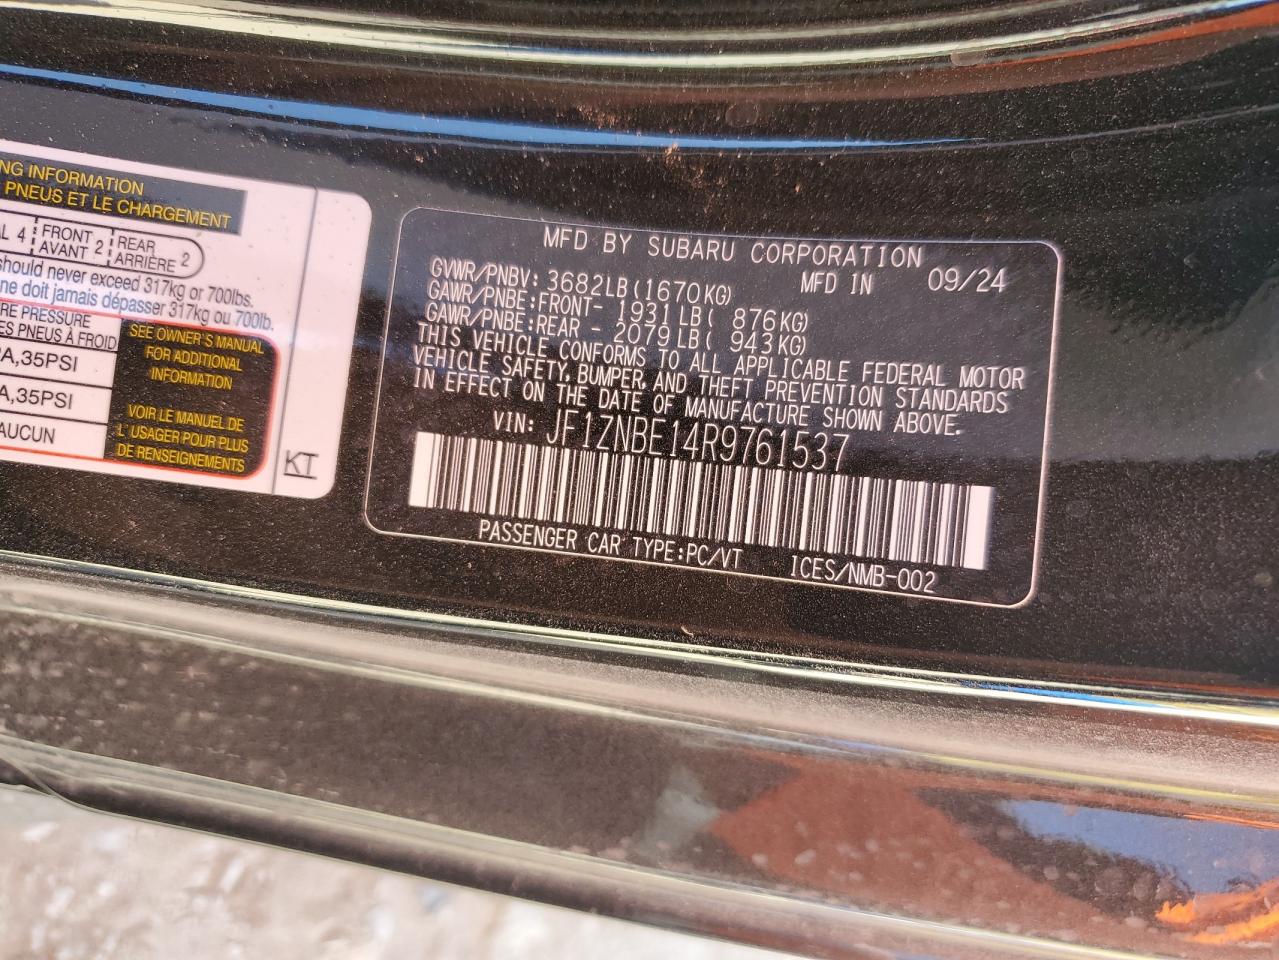 NG INFORMATION
PNEUS ET LE CHARGEMENT
AL 4 FRONT AVANT 2 REAR ARRIÈRE 2
should never exceed 317kg or 700lbs.
ne doit jamais dépasser 317kg ou 700lb.
RE PRESSURE
ES PNEUS À FROID
PA,35PSI
A,35PSI
AUCUN
SEE OWNER'S MANUAL
FOR ADDITIONAL
INFORMATION
VOIR LE MANUEL DE
L' USAGER POUR PLUS
DE RENSEIGNEMENTS
KT
MFD BY SUBARU CORPORATION
GVWR/PNBV: 3682LB(1670KG) MFD IN 09/24
GAWR/PNBE:FRONT- 1931LB( 876KG)
GAWR/PNBE:REAR - 2079LB( 943KG)
THIS VEHICLE CONFORMS TO ALL APPLICABLE FEDERAL MOTOR
VEHICLE SAFETY, BUMPER, AND THEFT PREVENTION STANDARDS
IN EFFECT ON THE DATE OF MANUFACTURE SHOWN ABOVE.
VIN: JF1ZNBE14R9761537
PASSENGER CAR TYPE:PC/VT ICES/NMB-002